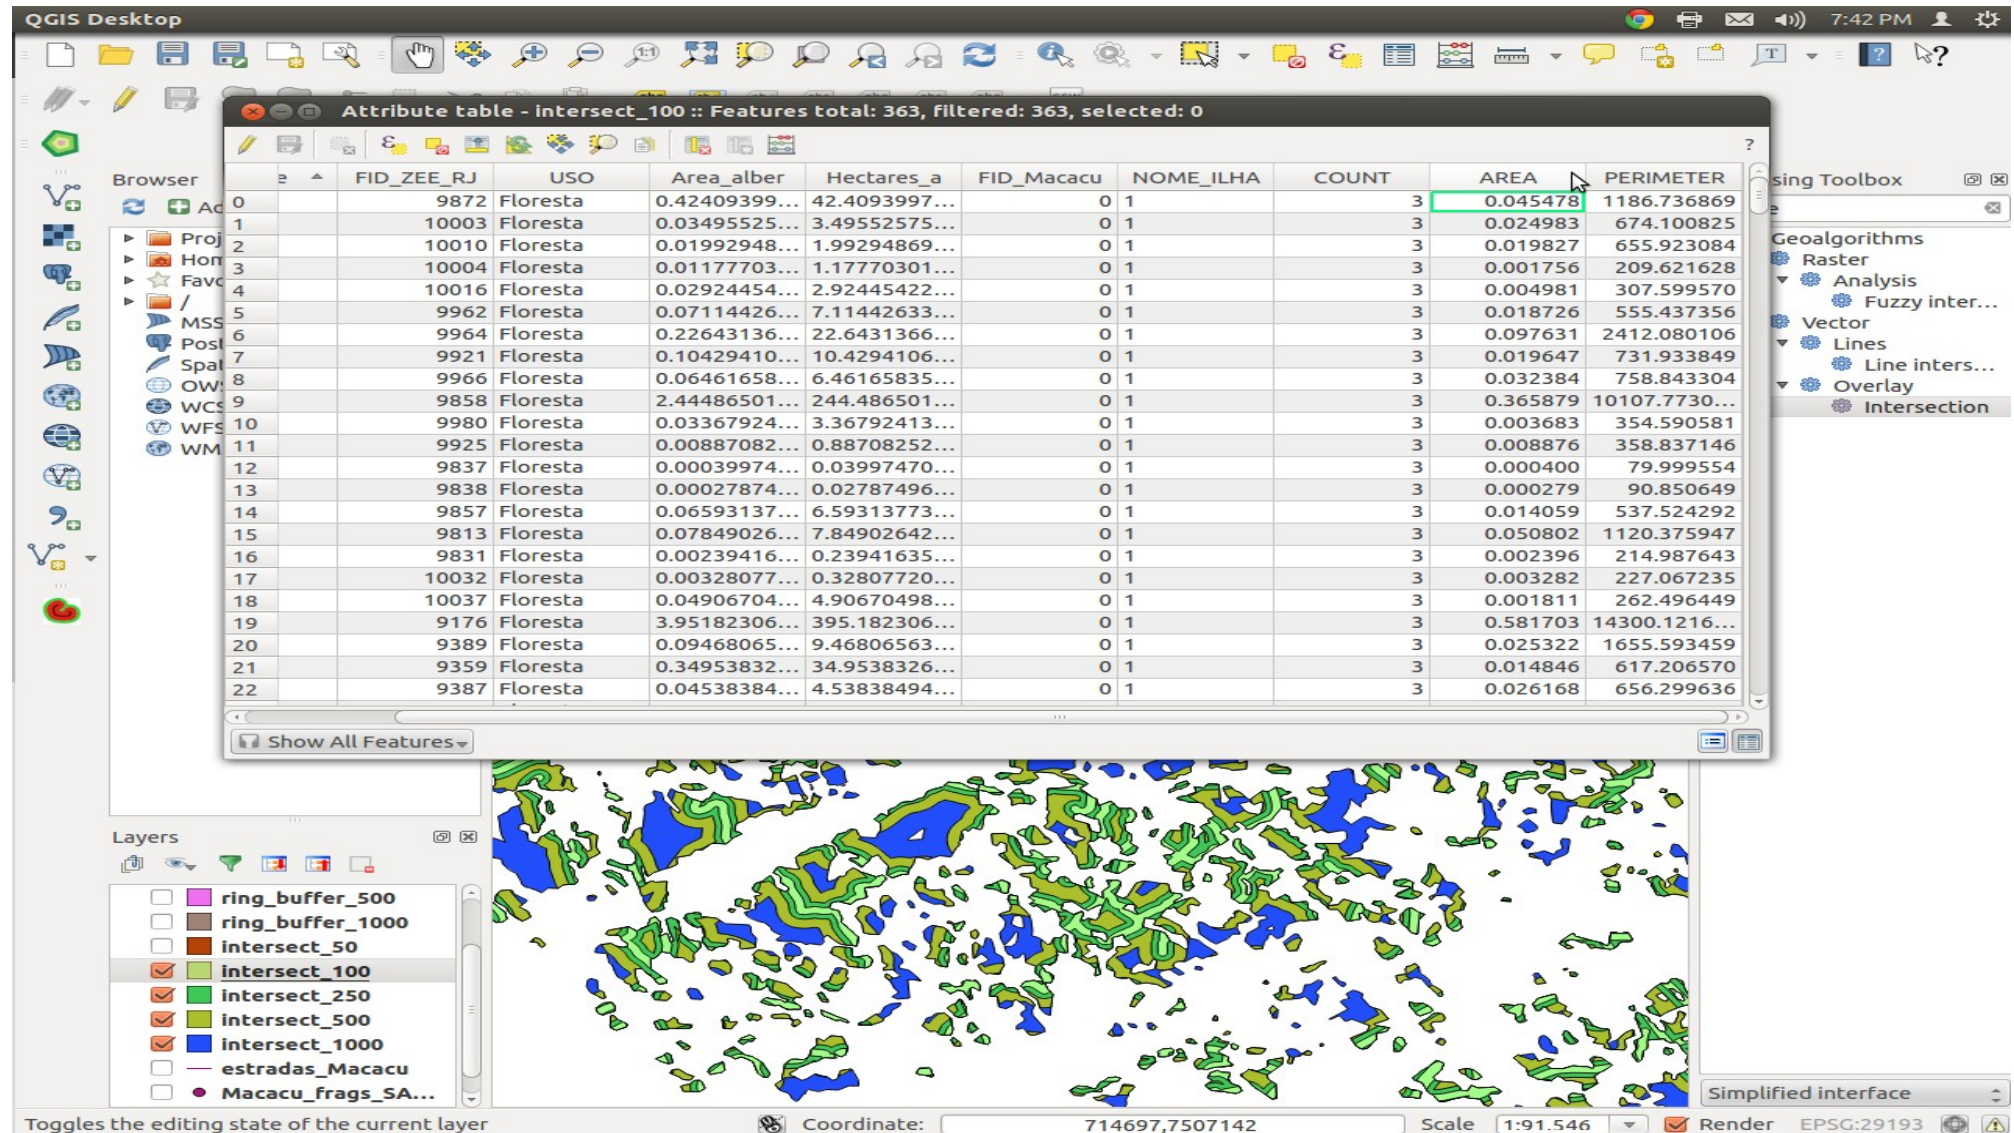 QGIS Desktop
7:42 PM
Attribute table - intersect_100 :: Features total: 363, filtered: 363, selected: 0
?
Browser
sing Toolbox
e FID_ZEE_RJ USO Area_alber Hectares_a FID_Macacu NOME_ILHA COUNT AREA PERIMETER
0 9872 Floresta 0.42409399... 42.4093997... 0 1 3 0.045478 1186.736869
1 10003 Floresta 0.03495525... 3.49552575... 0 1 3 0.024983 674.100825
2 10010 Floresta 0.01992948... 1.99294869... 0 1 3 0.019827 655.923084
3 10004 Floresta 0.01177703... 1.17770301... 0 1 3 0.001756 209.621628
4 10016 Floresta 0.02924454... 2.92445422... 0 1 3 0.004981 307.599570
5 9962 Floresta 0.07114426... 7.11442633... 0 1 3 0.018726 555.437356
6 9964 Floresta 0.22643136... 22.6431366... 0 1 3 0.097631 2412.080106
7 9921 Floresta 0.10429410... 10.4294106... 0 1 3 0.019647 731.933849
8 9966 Floresta 0.06461658... 6.46165835... 0 1 3 0.032384 758.843304
9 9858 Floresta 2.44486501... 244.486501... 0 1 3 0.365879 10107.7730...
10 9980 Floresta 0.03367924... 3.36792413... 0 1 3 0.003683 354.590581
11 9925 Floresta 0.00887082... 0.88708252... 0 1 3 0.008876 358.837146
12 9837 Floresta 0.00039974... 0.03997470... 0 1 3 0.000400 79.999554
13 9838 Floresta 0.00027874... 0.02787496... 0 1 3 0.000279 90.850649
14 9857 Floresta 0.06593137... 6.59313773... 0 1 3 0.014059 537.524292
15 9813 Floresta 0.07849026... 7.84902642... 0 1 3 0.050802 1120.375947
16 9831 Floresta 0.00239416... 0.23941635... 0 1 3 0.002396 214.987643
17 10032 Floresta 0.00328077... 0.32807720... 0 1 3 0.003282 227.067235
18 10037 Floresta 0.04906704... 4.90670498... 0 1 3 0.001811 262.496449
19 9176 Floresta 3.95182306... 395.182306... 0 1 3 0.581703 14300.1216...
20 9389 Floresta 0.09468065... 9.46806563... 0 1 3 0.025322 1655.593459
21 9359 Floresta 0.34953832... 34.9538326... 0 1 3 0.014846 617.206570
22 9387 Floresta 0.04538384... 4.53838494... 0 1 3 0.026168 656.299636
Show All Features
Ad
Proj
Hom
Favo
/
MSS
Post
Spat
OWS
WCS
WFS
WM
Geoalgorithms
Raster
Analysis
Fuzzy inter...
Vector
Lines
Line inters...
Overlay
Intersection
Layers
ring_buffer_500
ring_buffer_1000
intersect_50
intersect_100
intersect_250
intersect_500
intersect_1000
estradas_Macacu
Macacu_frags_SA...
Simplified interface
Toggles the editing state of the current layer
Coordinate: 714697,7507142
Scale 1:91.546
Render EPSG:29193